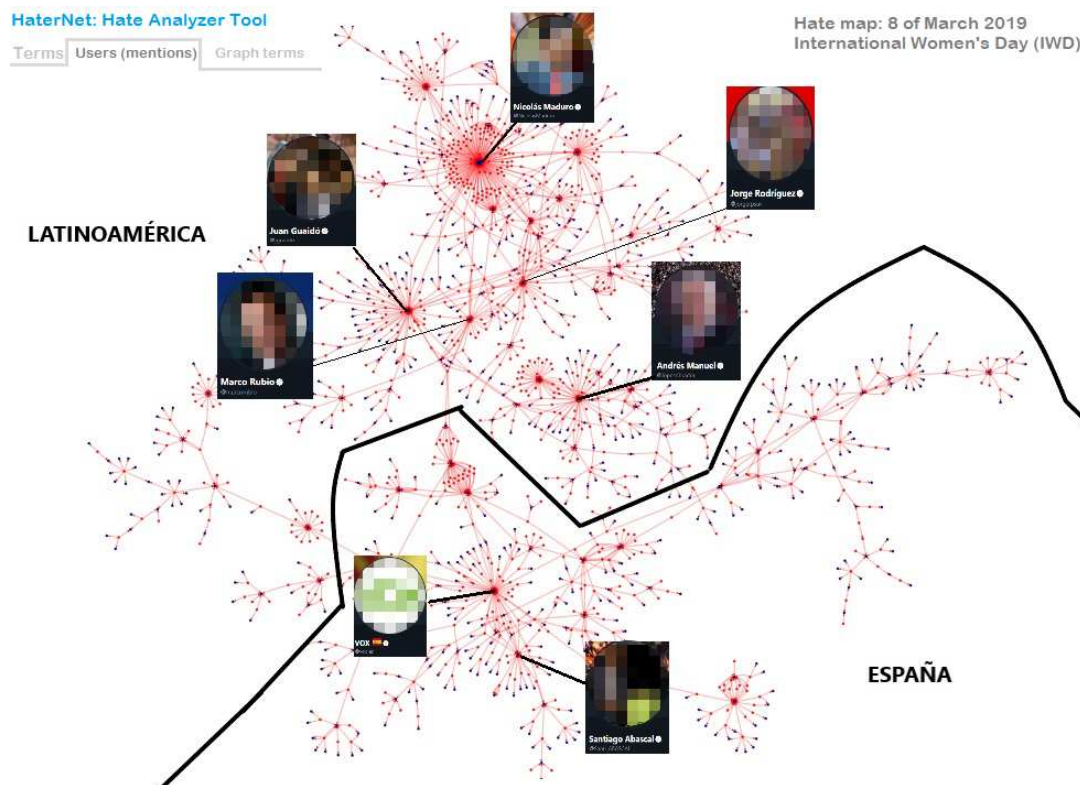 HaterNet: Hate Analyzer Tool
Hate map: 8 of March 2019
International Women's Day (IWD)
Terms Users (mentions) Graph terms
Nicolás Maduro
Jorge Rodríguez
Juan Guaidó
LATINOAMÉRICA
Marco Rubio
Andrés Manuel
VOX
ESPAÑA
Santiago Abascal